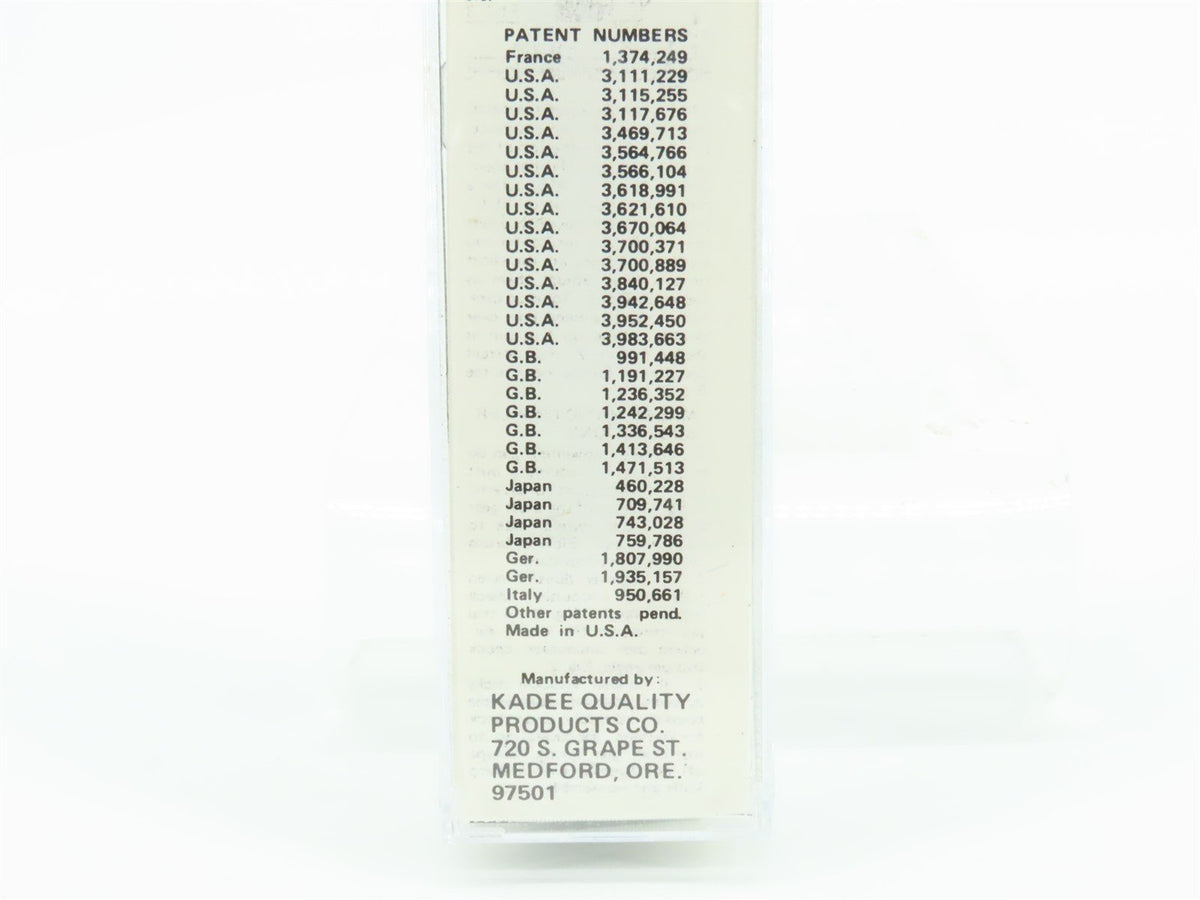 PATENT NUMBERS
France 1,374,249
U.S.A. 3,111,229
U.S.A. 3,115,255
U.S.A. 3,117,676
U.S.A. 3,469,713
U.S.A. 3,564,766
U.S.A. 3,566,104
U.S.A. 3,618,991
U.S.A. 3,621,610
U.S.A. 3,670,064
U.S.A. 3,700,371
U.S.A. 3,700,889
U.S.A. 3,840,127
U.S.A. 3,942,648
U.S.A. 3,952,450
U.S.A. 3,983,663
G.B. 991,448
G.B. 1,191,227
G.B. 1,236,352
G.B. 1,242,299
G.B. 1,336,543
G.B. 1,413,646
G.B. 1,471,513
Japan 460,228
Japan 709,741
Japan 743,028
Japan 759,786
Ger. 1,807,990
Ger. 1,935,157
Italy 950,661
Other patents pend.
Made in U.S.A.
Manufactured by:
KADEE QUALITY
PRODUCTS CO.
720 S. GRAPE ST.
MEDFORD, ORE.
97501